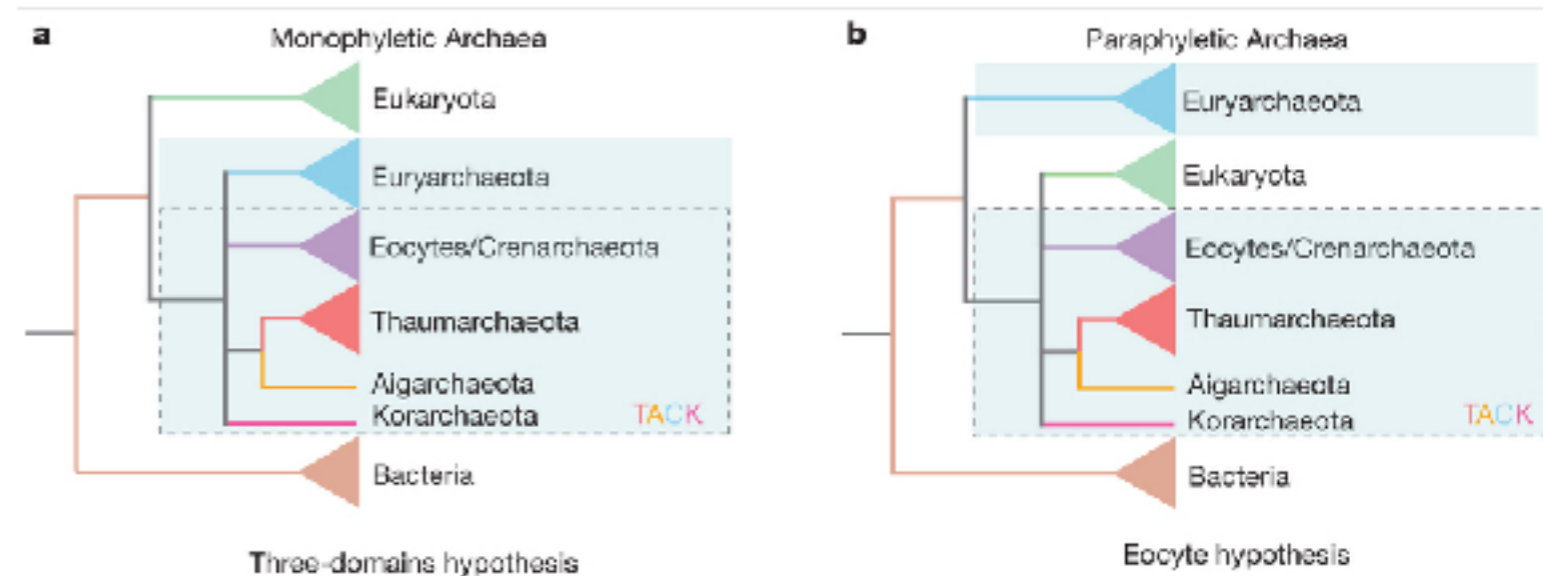 a
Monophyletic Archaea
Eukaryota
Euryarchaeota
Eocytes/Crenarchaeota
Thaumarchaeota
Aigarchaeota
Korarchaeota
TACK
Bacteria
Three-domains hypothesis
b
Paraphyletic Archaea
Euryarchaeota
Eukaryota
Eocytes/Crenarchaeota
Thaumarchaeota
Aigarchaeota
Korarchaeota
TACK
Bacteria
Eocyte hypothesis